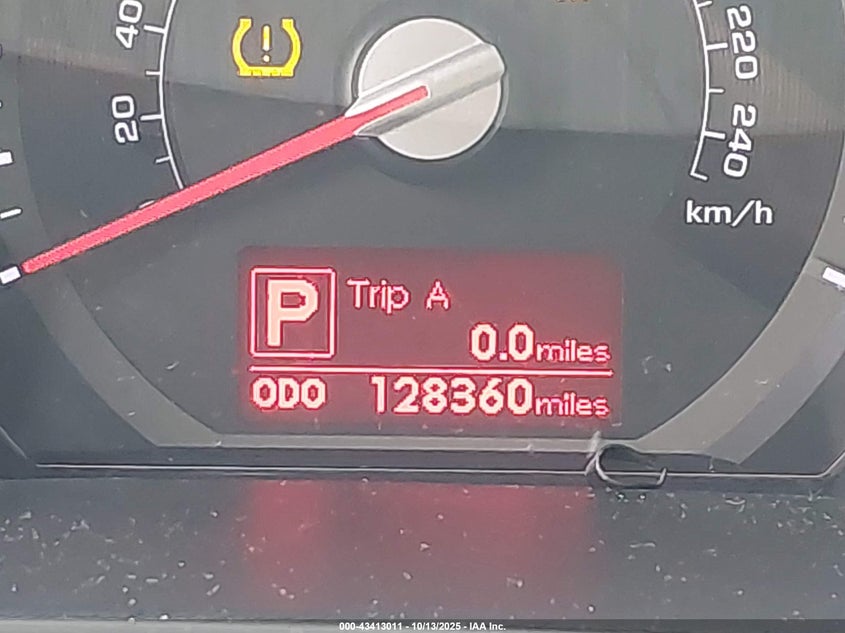 40
20
220
240
km/h
P
Trip A
0.0miles
ODO 128360miles
000-43413011 - 10/13/2025 - IAA Inc.